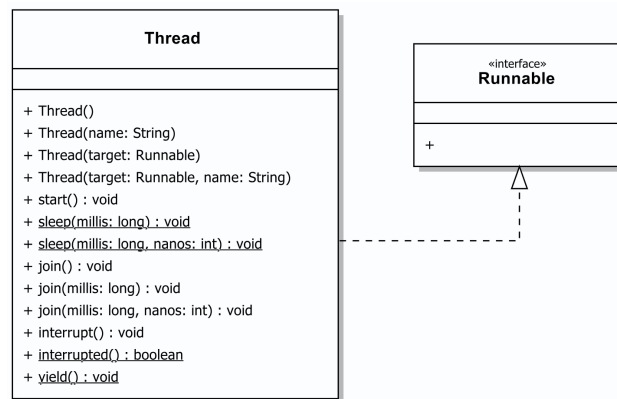 Thread
+ Thread()
+ Thread(name: String)
+ Thread(target: Runnable)
+ Thread(target: Runnable, name: String)
+ start() : void
+ sleep(millis: long) : void
+ sleep(millis: long, nanos: int) : void
+ join() : void
+ join(millis: long) : void
+ join(millis: long, nanos: int) : void
+ interrupt() : void
+ interrupted() : boolean
+ yield() : void
«interface»
Runnable
+